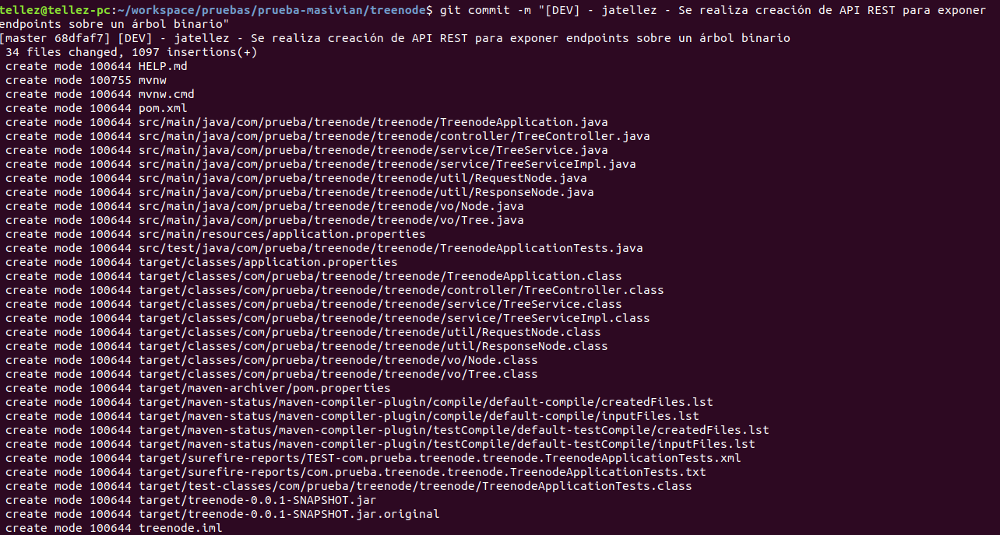 tellez@tellez-pc:~/workspace/pruebas/prueba-masivian/treenode$ git commit -m "[DEV] - jatellez - Se realiza creación de API REST para exponer
endpoints sobre un árbol binario"
[master 68dfaf7] [DEV] - jatellez - Se realiza creación de API REST para exponer endpoints sobre un árbol binario
 34 files changed, 1097 insertions(+)
 create mode 100644 HELP.md
 create mode 100755 mvnw
 create mode 100644 mvnw.cmd
 create mode 100644 pom.xml
 create mode 100644 src/main/java/com/prueba/treenode/treenode/TreenodeApplication.java
 create mode 100644 src/main/java/com/prueba/treenode/treenode/controller/TreeController.java
 create mode 100644 src/main/java/com/prueba/treenode/treenode/service/TreeService.java
 create mode 100644 src/main/java/com/prueba/treenode/treenode/service/TreeServiceImpl.java
 create mode 100644 src/main/java/com/prueba/treenode/treenode/util/RequestNode.java
 create mode 100644 src/main/java/com/prueba/treenode/treenode/util/ResponseNode.java
 create mode 100644 src/main/java/com/prueba/treenode/treenode/vo/Node.java
 create mode 100644 src/main/java/com/prueba/treenode/treenode/vo/Tree.java
 create mode 100644 src/main/resources/application.properties
 create mode 100644 src/test/java/com/prueba/treenode/treenode/TreenodeApplicationTests.java
 create mode 100644 target/classes/application.properties
 create mode 100644 target/classes/com/prueba/treenode/treenode/TreenodeApplication.class
 create mode 100644 target/classes/com/prueba/treenode/treenode/controller/TreeController.class
 create mode 100644 target/classes/com/prueba/treenode/treenode/service/TreeService.class
 create mode 100644 target/classes/com/prueba/treenode/treenode/service/TreeServiceImpl.class
 create mode 100644 target/classes/com/prueba/treenode/treenode/util/RequestNode.class
 create mode 100644 target/classes/com/prueba/treenode/treenode/util/ResponseNode.class
 create mode 100644 target/classes/com/prueba/treenode/treenode/vo/Node.class
 create mode 100644 target/classes/com/prueba/treenode/treenode/vo/Tree.class
 create mode 100644 target/maven-archiver/pom.properties
 create mode 100644 target/maven-status/maven-compiler-plugin/compile/default-compile/createdFiles.lst
 create mode 100644 target/maven-status/maven-compiler-plugin/compile/default-compile/inputFiles.lst
 create mode 100644 target/maven-status/maven-compiler-plugin/testCompile/default-testCompile/createdFiles.lst
 create mode 100644 target/maven-status/maven-compiler-plugin/testCompile/default-testCompile/inputFiles.lst
 create mode 100644 target/surefire-reports/TEST-com.prueba.treenode.treenode.TreenodeApplicationTests.xml
 create mode 100644 target/surefire-reports/com.prueba.treenode.treenode.TreenodeApplicationTests.txt
 create mode 100644 target/test-classes/com/prueba/treenode/treenode/TreenodeApplicationTests.class
 create mode 100644 target/treenode-0.0.1-SNAPSHOT.jar
 create mode 100644 target/treenode-0.0.1-SNAPSHOT.jar.original
 create mode 100644 treenode.iml